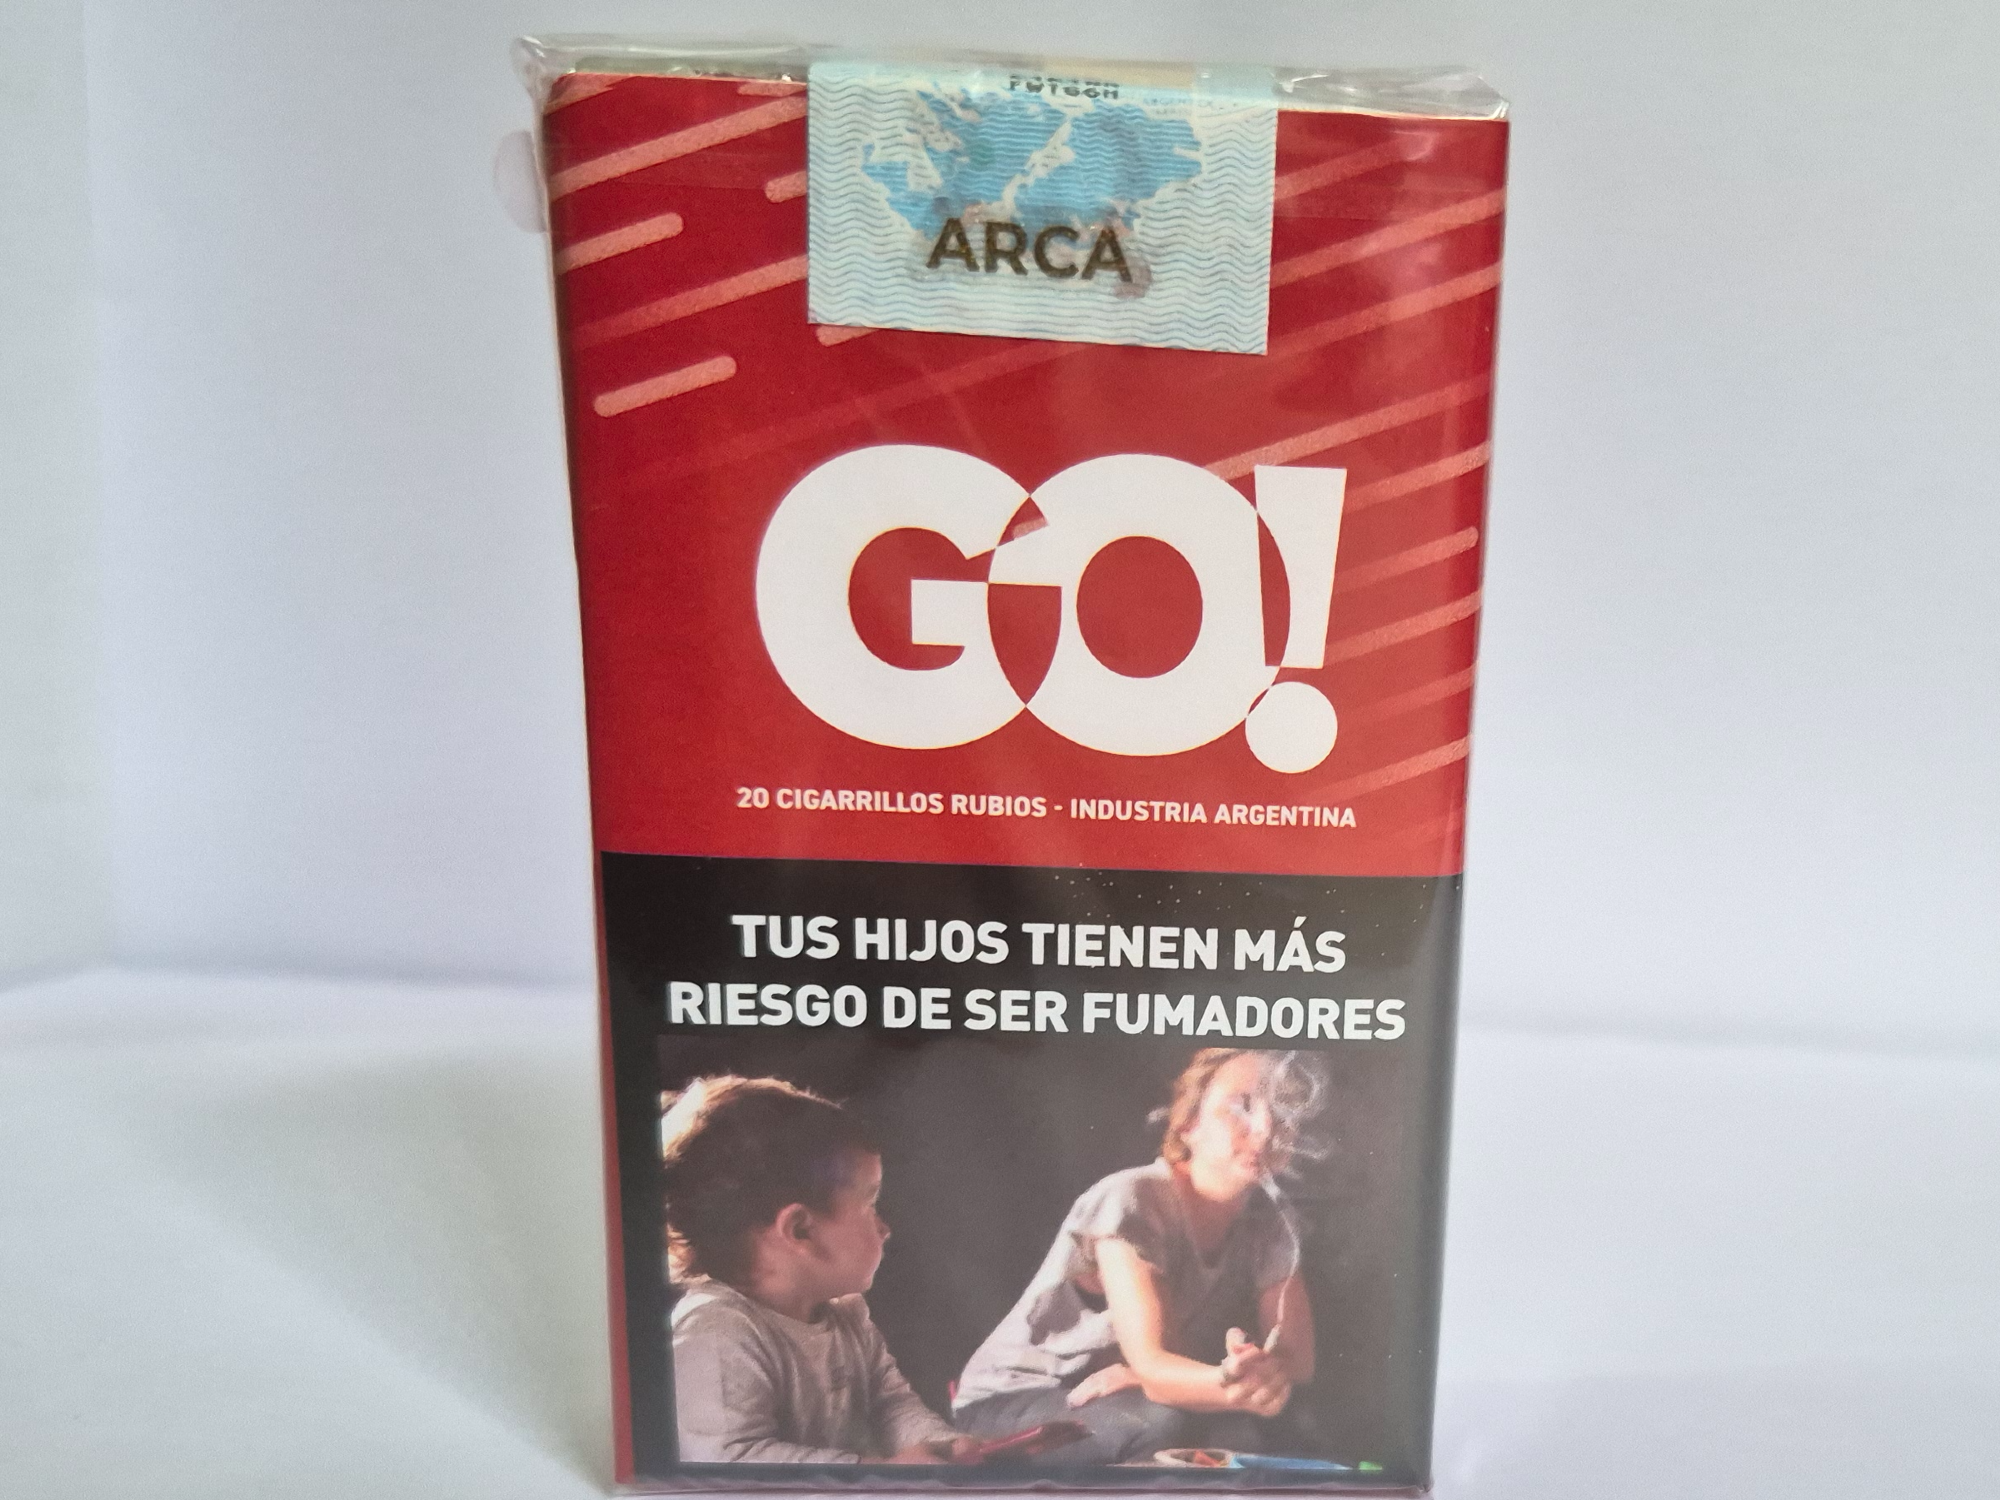 ARCA
GO!
20 CIGARRILLOS RUBIOS - INDUSTRIA ARGENTINA
TUS HIJOS TIENEN MÁS
RIESGO DE SER FUMADORES